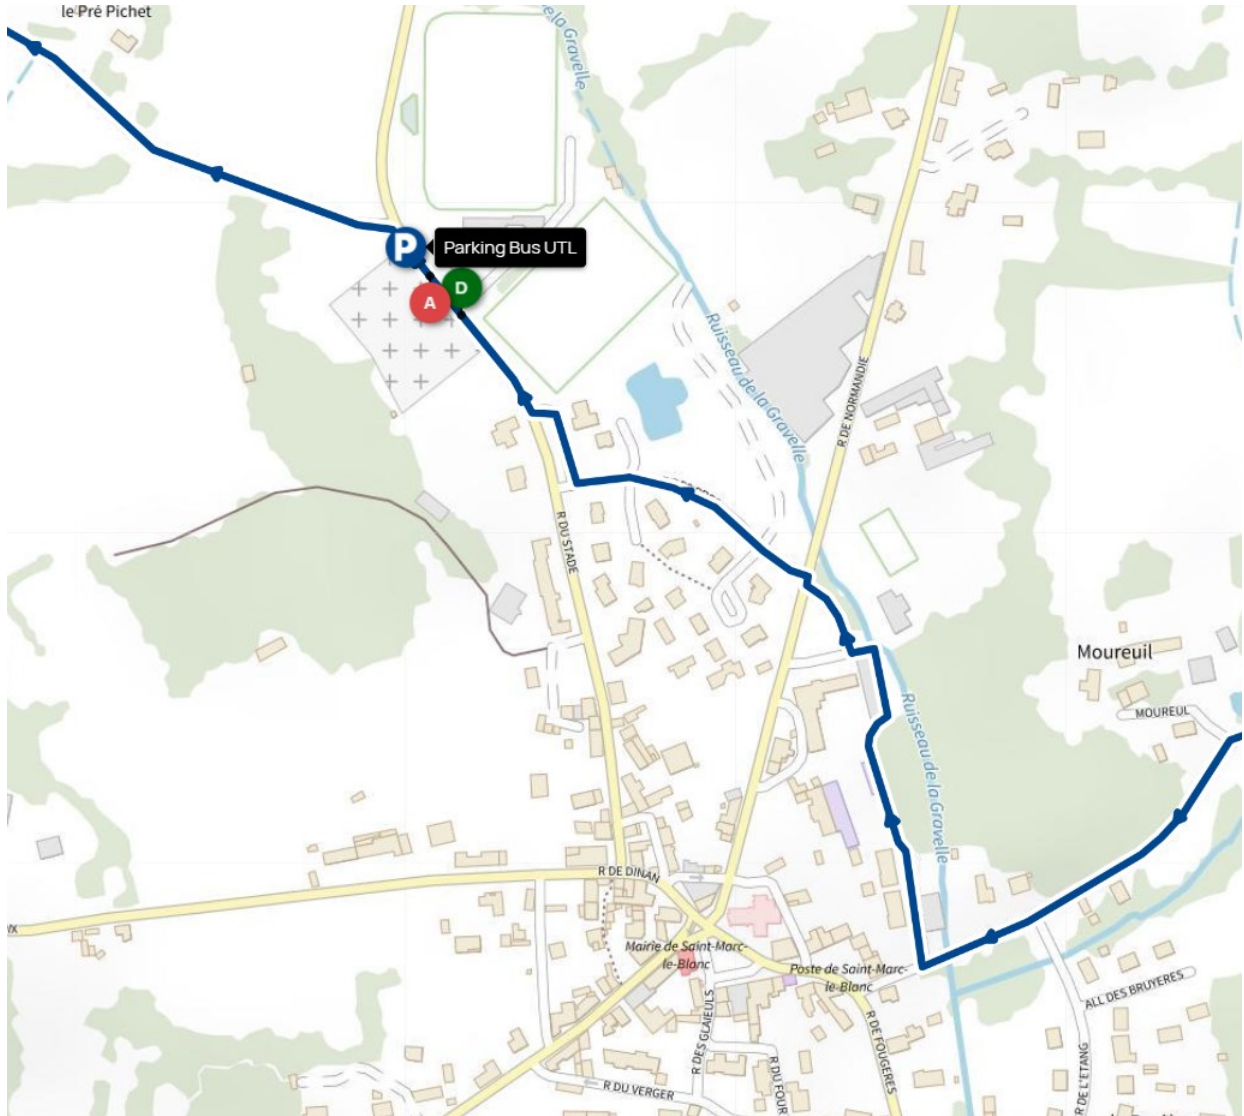 le Pré Pichet
de la Gravelle
P
Parking Bus UTL
D
A
Ruisseau de la Gravelle
R DE NORMANDIE
R DU STADE
Moureuil
MOUREUL
Ruisseau de la Gravelle
R DE DINAN
Mairie de Saint-Marc-
le-Blanc
Poste de Saint-Marc-
le-Blanc
ALL DES BRUYERES
R DES GLAIEULS
R DE FOUGERES
R DU FOUR
R DE L'ETANG
R DU VERGER